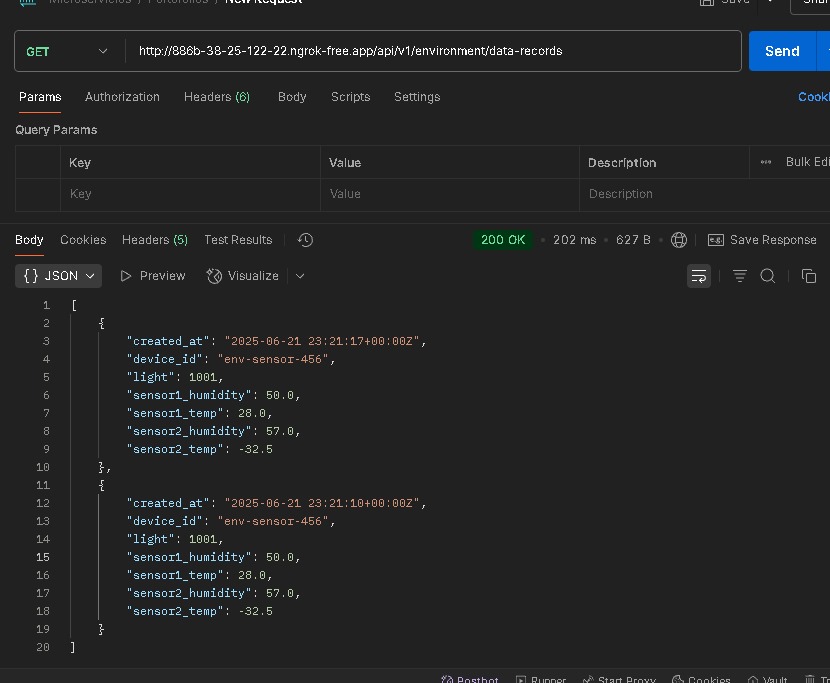 Microservicios / Portofolios / New Request
Save
Share
GET
http://886b-38-25-122-22.ngrok-free.app/api/v1/environment/data-records
Send
Params Authorization Headers (6) Body Scripts Settings
Query Params
Key Value Description ••• Bulk Edi
Key Value Description
Body Cookies Headers (5) Test Results
200 OK • 202 ms • 627 B •
Save Response
{} JSON Preview Visualize
1 [
2 {
3 "created_at": "2025-06-21 23:21:17+00:00Z",
4 "device_id": "env-sensor-456",
5 "light": 1001,
6 "sensor1_humidity": 50.0,
7 "sensor1_temp": 28.0,
8 "sensor2_humidity": 57.0,
9 "sensor2_temp": -32.5
10 },
11 {
12 "created_at": "2025-06-21 23:21:10+00:00Z",
13 "device_id": "env-sensor-456",
14 "light": 1001,
15 "sensor1_humidity": 50.0,
16 "sensor1_temp": 28.0,
17 "sensor2_humidity": 57.0,
18 "sensor2_temp": -32.5
19 }
20 ]
Postbot Runner Start Proxy Cookies Vault